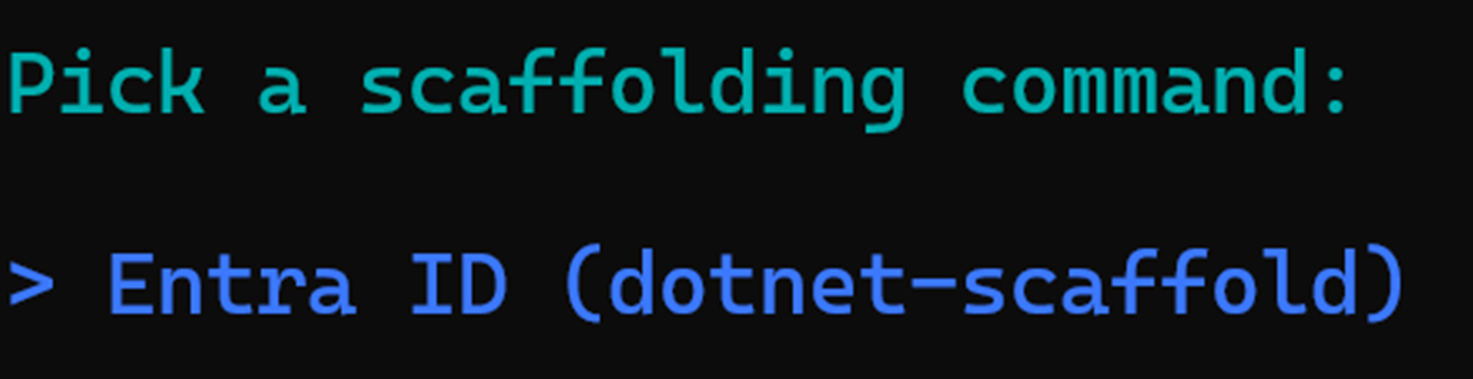 Pick a scaffolding command:
> Entra ID (dotnet-scaffold)